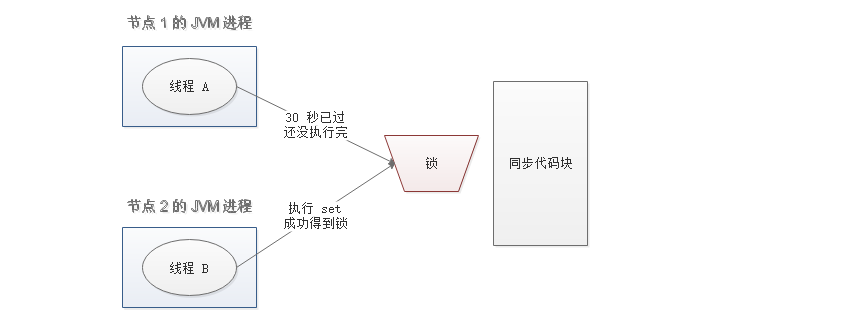 节点 1 的 JVM 进程
线程 A
30 秒已过
还没执行完
锁
同步代码块
节点 2 的 JVM 进程
执行 set
成功得到锁
线程 B